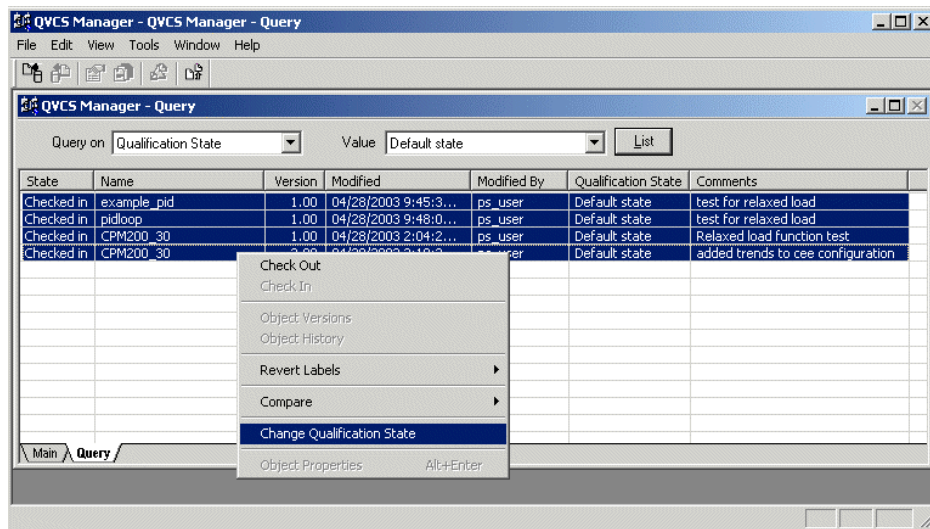 QVCS Manager - QVCS Manager - Query
File Edit View Tools Window Help
QVCS Manager - Query
Query on Qualification State Value Default state List
State Name Version Modified Modified By Qualification State Comments
Checked in example_pid 1.00 04/28/2003 9:45:3... ps_user Default state test for relaxed load
Checked in pidloop 1.00 04/28/2003 9:48:0... ps_user Default state test for relaxed load
Checked in CPM200_30 1.00 04/28/2003 2:04:2... ps_user Default state Relaxed load function test
Checked in CPM200_30 Default state added trends to cee configuration
Check Out
Check In
Object Versions
Object History
Revert Labels
Compare
Change Qualification State
Object Properties Alt+Enter
Main Query